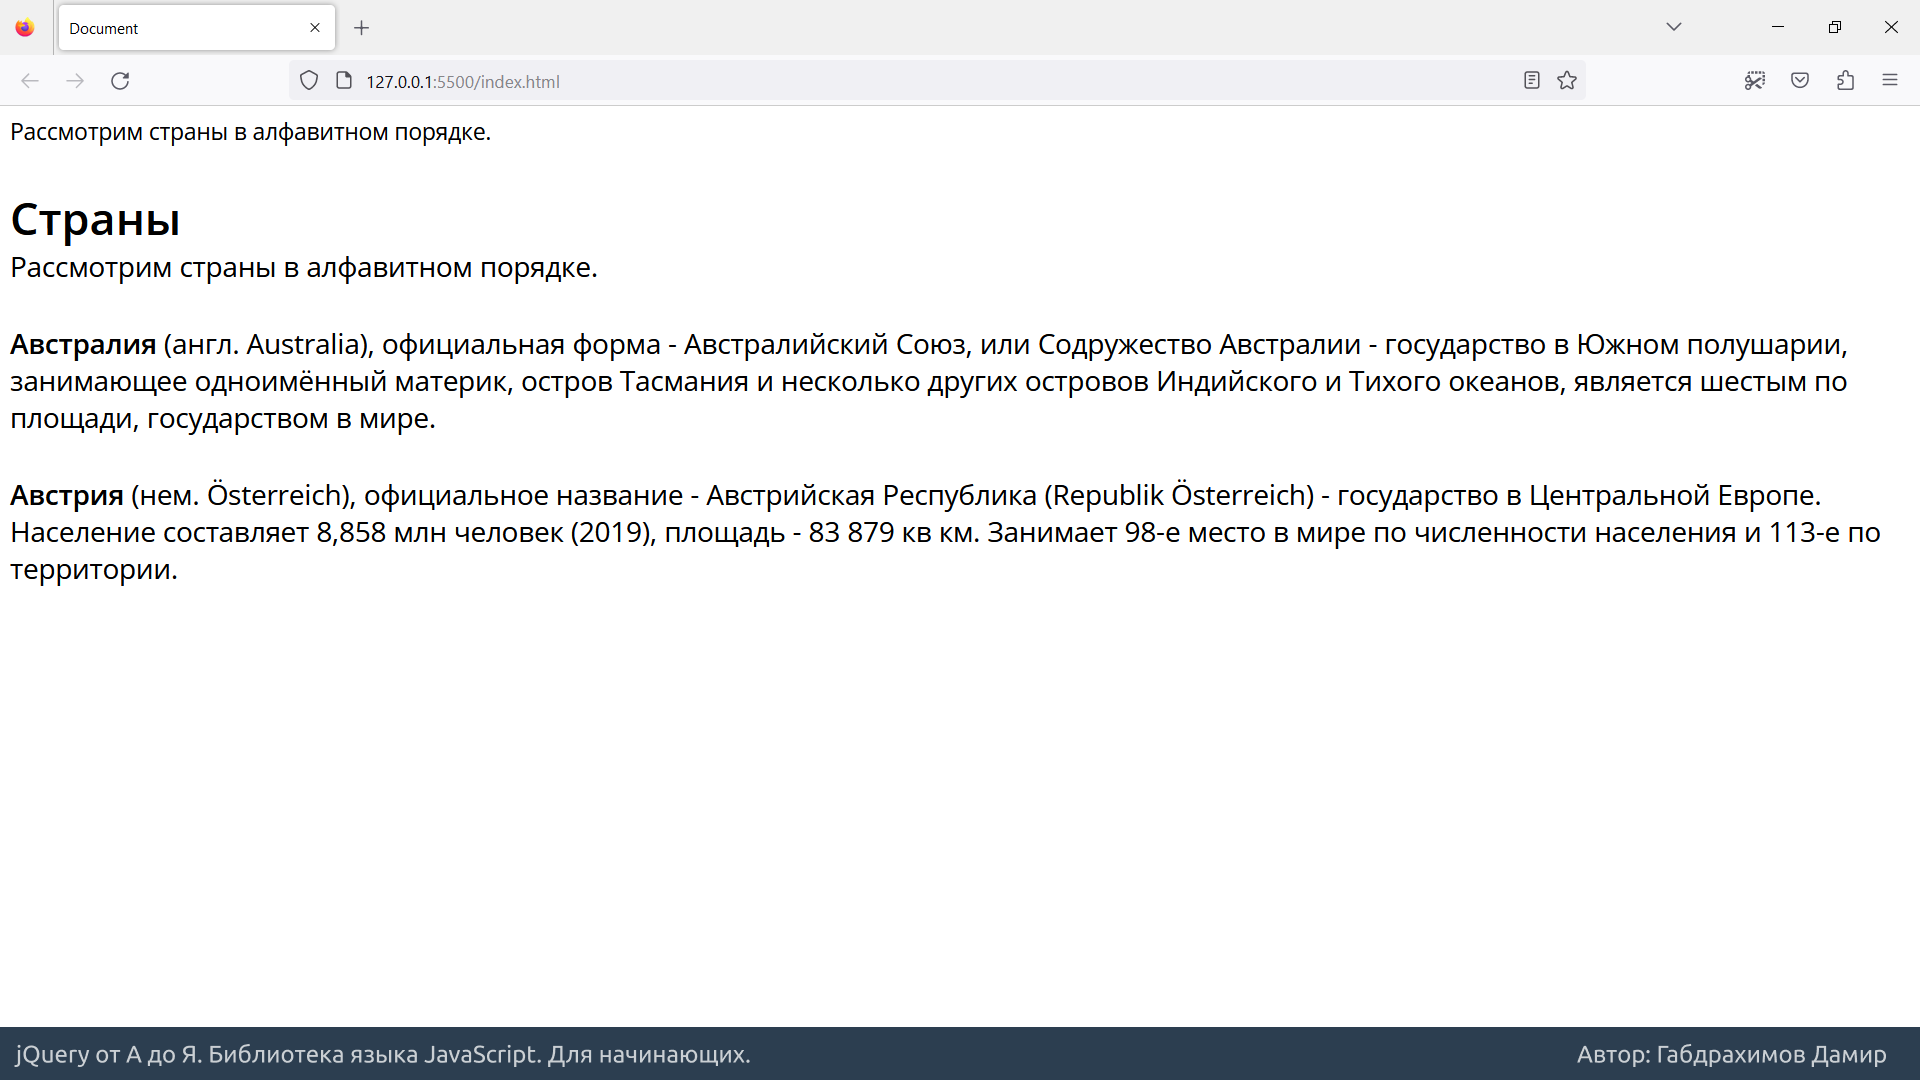 Document
127.0.0.1:5500/index.html
Рассмотрим страны в алфавитном порядке.
Страны
Рассмотрим страны в алфавитном порядке.
Австралия (англ. Australia), официальная форма - Австралийский Союз, или Содружество Австралии - государство в Южном полушарии,
занимающее одноимённый материк, остров Тасмания и несколько других островов Индийского и Тихого океанов, является шестым по
площади, государством в мире.
Австрия (нем. Österreich), официальное название - Австрийская Республика (Republik Österreich) - государство в Центральной Европе.
Население составляет 8,858 млн человек (2019), площадь - 83 879 кв км. Занимает 98-е место в мире по численности населения и 113-е по
территории.
jQuery от А до Я. Библиотека языка JavaScript. Для начинающих.
Автор: Габдрахимов Дамир